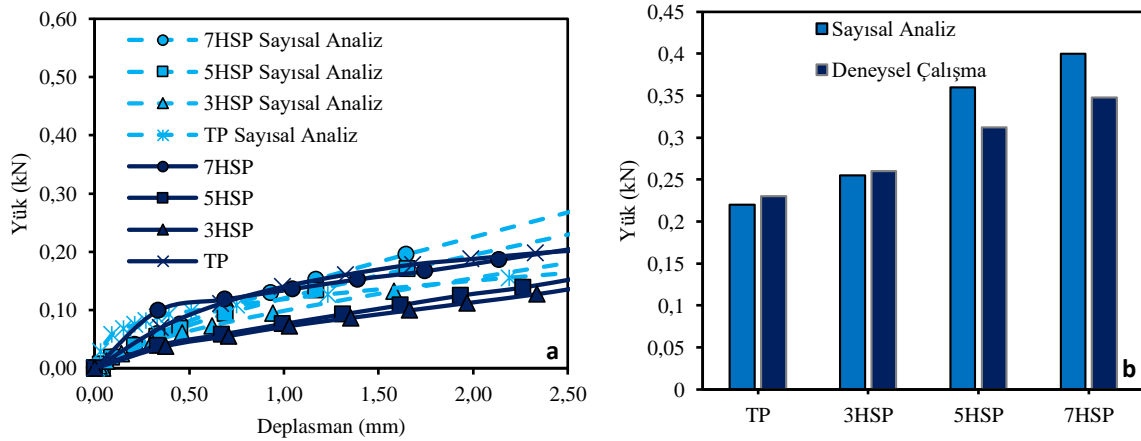 0,60
0,50
0,40
0,30
0,20
0,10
0,00
Yük (kN)
7HSP Sayısal Analiz
5HSP Sayısal Analiz
3HSP Sayısal Analiz
TP Sayısal Analiz
7HSP
5HSP
3HSP
TP
a
0,00 0,50 1,00 1,50 2,00 2,50
Deplasman (mm)
0,45
0,4
0,35
0,3
0,25
0,2
0,15
0,1
0,05
0
Yük (kN)
Sayısal Analiz
Deneysel Çalışma
b
TP 3HSP 5HSP 7HSP